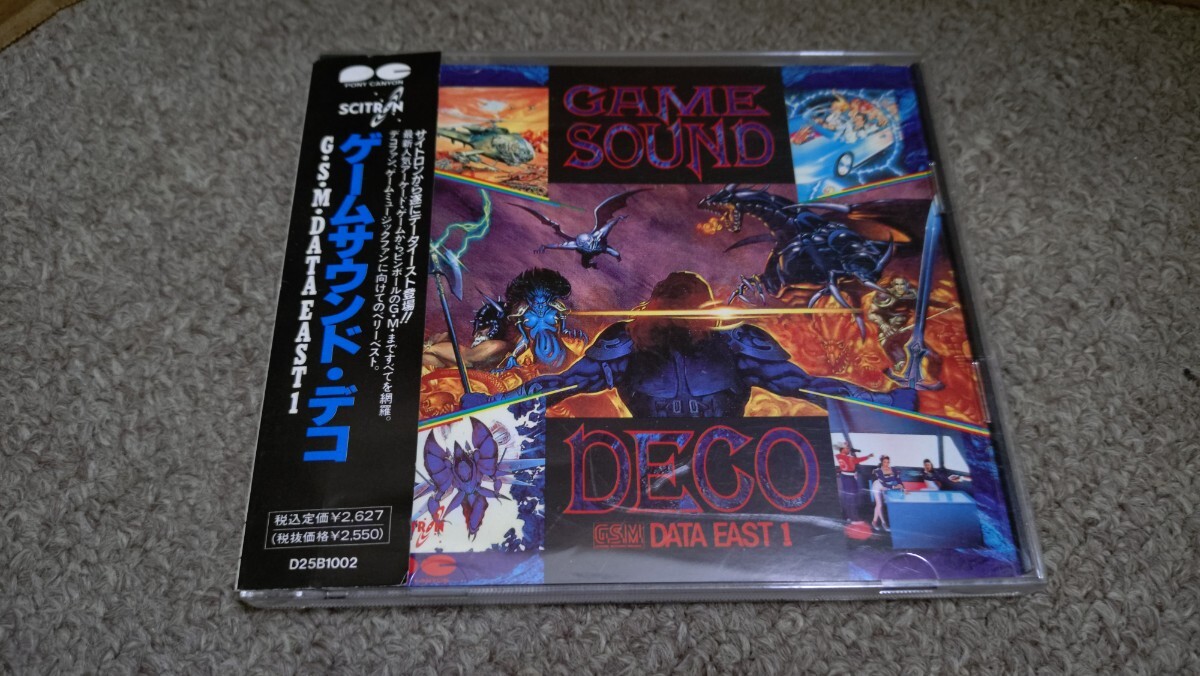 PONY CANYON
SCITRON
ゲームサウンド・デコ
G・S・M・DATA EAST 1
サイトロンから遂にデータイースト登場!!
最新人気アーケード・ゲームからピンボールのG・M・まですべてを網羅。
デコファン、ゲームミュージックファンに向けてのベリーベスト。
税込定価¥2,627
(税抜価格¥2,550)
D25B1002
GAME
SOUND
DECO
G.S.M DATA EAST 1